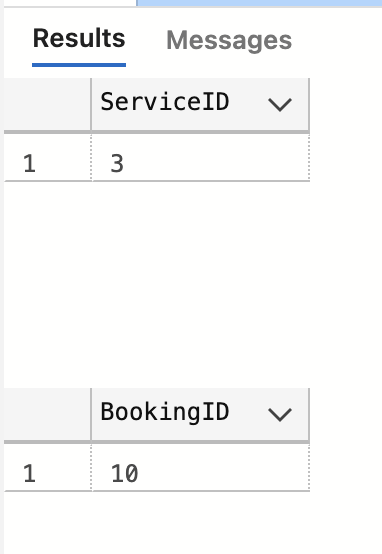 Results Messages
ServiceID
1 3
BookingID
1 10